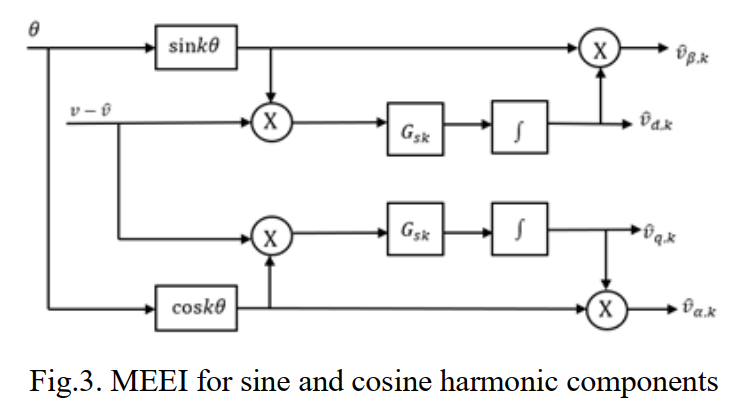 θ
sinkθ
X
v̂β.k
v − v̂
X
Gsk
∫
v̂d.k
X
Gsk
∫
v̂q.k
coskθ
X
v̂α.k
Fig.3. MEEI for sine and cosine harmonic components